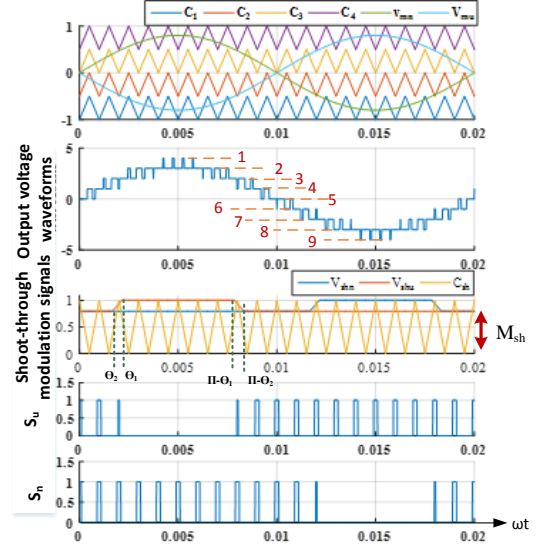 C1 C2 C3 C4 vmn Vmu
1
0
-1
0 0.005 0.01 0.015 0.02
Output voltage waveforms
5
0
-5
1
2
3
4
5
6
7
8
9
0 0.005 0.01 0.015 0.02
Shoot-through modulation signals
Vshn Vshu Csh
1
0.5
0
Msh
0 0.005 0.01 0.015 0.02
Θ2 Θ1 Π-Θ1 Π-Θ2
Su
1.5
1
0.5
0
0 0.005 0.01 0.015 0.02
Sn
1.5
1
0.5
0
0 0.005 0.01 0.015 0.02
ωt